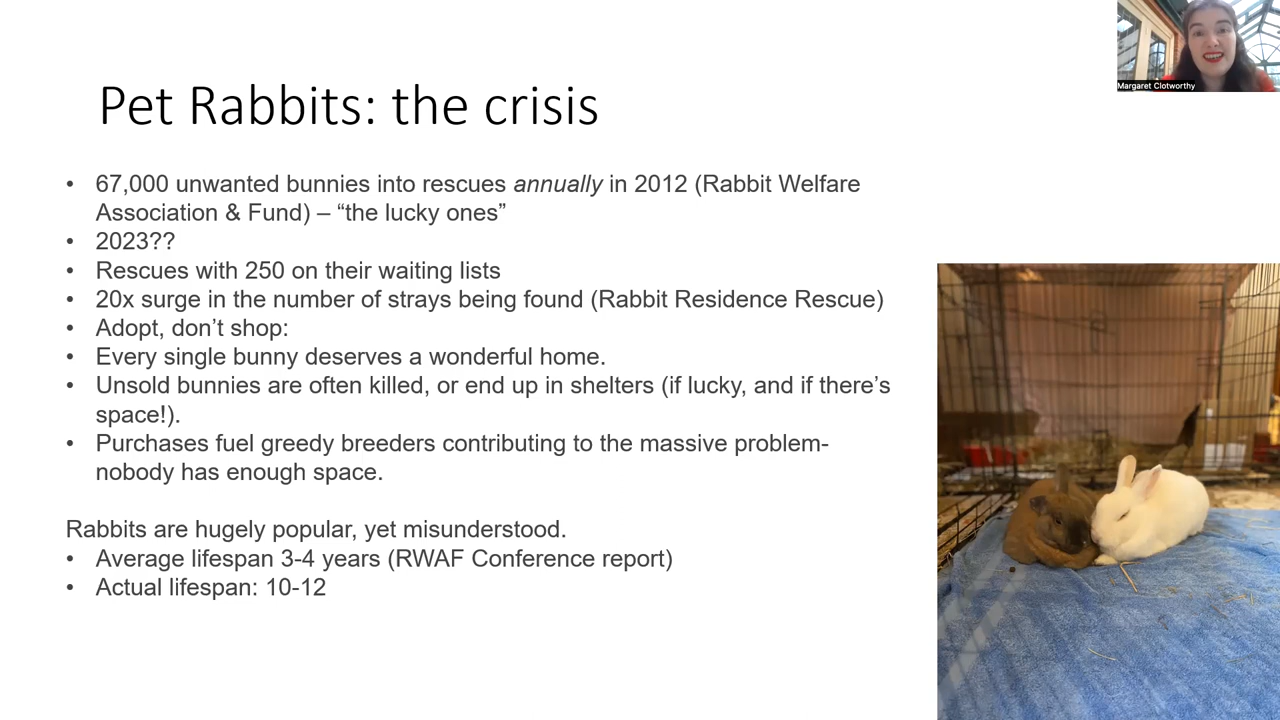 Margaret Clotworthy
Pet Rabbits: the crisis
• 67,000 unwanted bunnies into rescues annually in 2012 (Rabbit Welfare
Association & Fund) – “the lucky ones”
• 2023??
• Rescues with 250 on their waiting lists
• 20x surge in the number of strays being found (Rabbit Residence Rescue)
• Adopt, don’t shop:
• Every single bunny deserves a wonderful home.
• Unsold bunnies are often killed, or end up in shelters (if lucky, and if there’s
space!).
• Purchases fuel greedy breeders contributing to the massive problem-
nobody has enough space.
Rabbits are hugely popular, yet misunderstood.
• Average lifespan 3-4 years (RWAF Conference report)
• Actual lifespan: 10-12